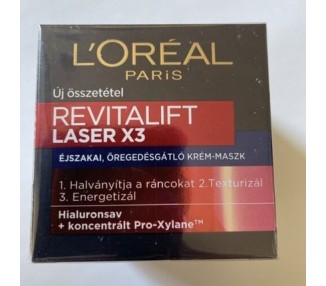 L'ORÉAL
PARIS
Új összetétel
REVITALIFT
LASER X3
ÉJSZAKAI, ÖREGEDÉSGÁTLÓ KRÉM-MASZK
1. Halványítja a ráncokat 2.Texturizál
3. Energetizál
Hialuronsav
+ koncentrált Pro-Xylane™